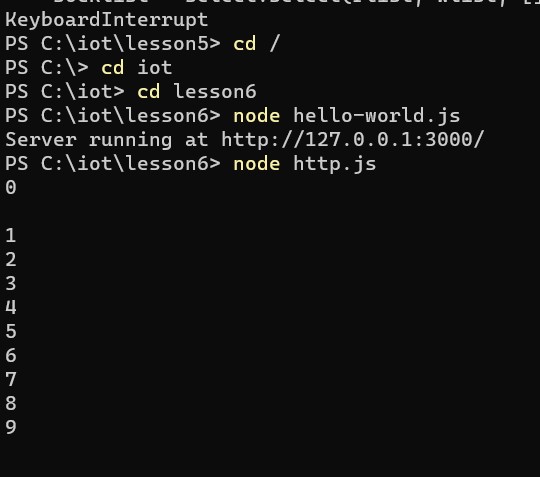 KeyboardInterrupt
PS C:\iot\lesson5> cd /
PS C:\> cd iot
PS C:\iot> cd lesson6
PS C:\iot\lesson6> node hello-world.js
Server running at http://127.0.0.1:3000/
PS C:\iot\lesson6> node http.js
0
1
2
3
4
5
6
7
8
9